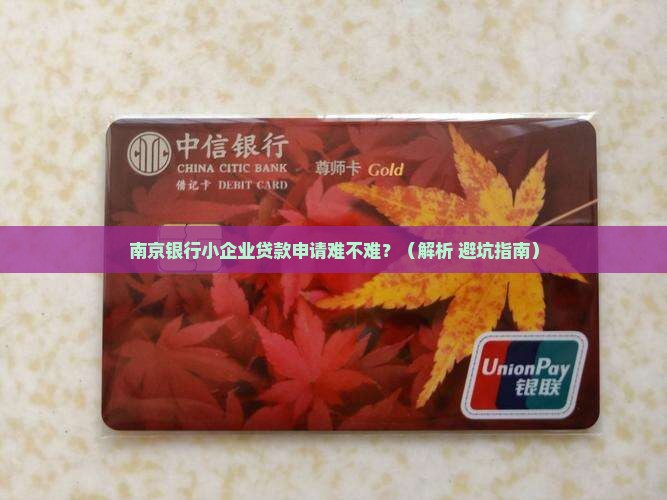 中信银行
CHINA CITIC BANK
借记卡 DEBIT CARD
尊师卡 Gold
南京银行小企业贷款申请难不难？（解析 避坑指南）
UnionPay
银联